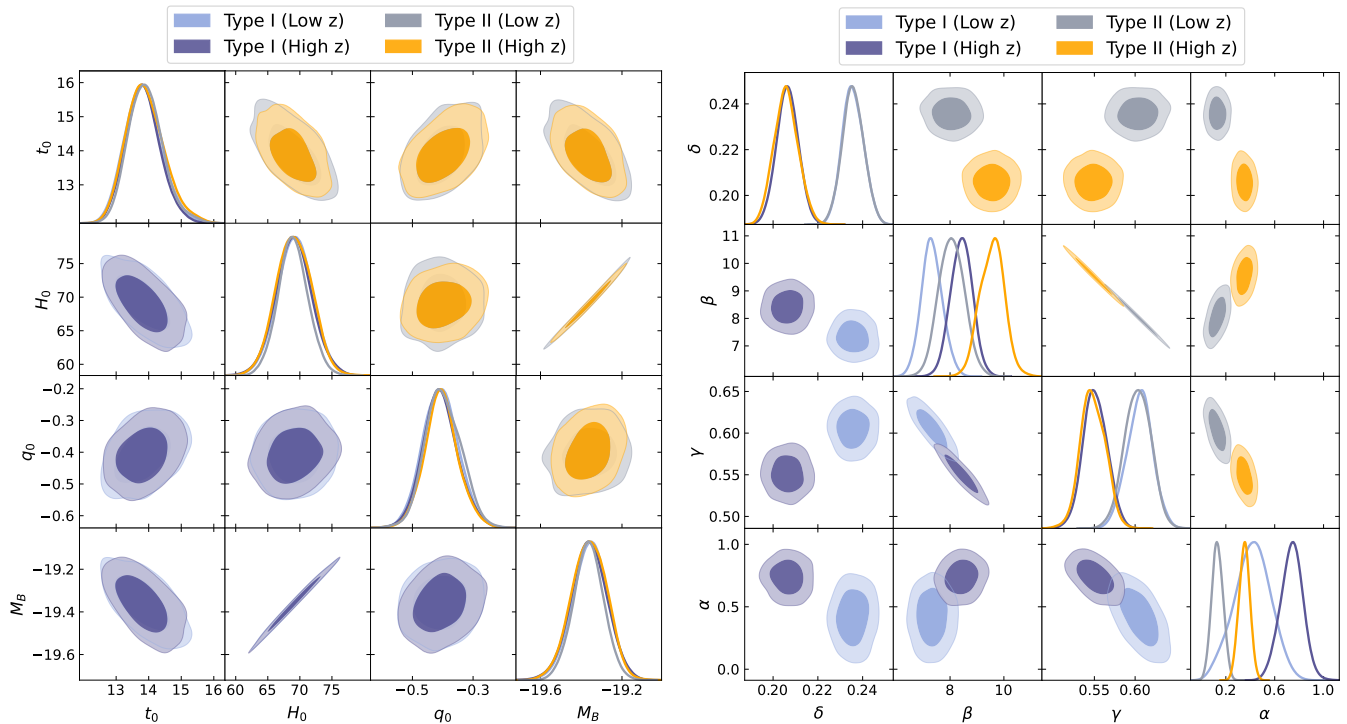 Type I (Low z) Type II (Low z)
Type I (High z) Type II (High z)
16
15
14
13
t₀
75
70
65
60
H₀
−0.2
−0.3
−0.4
−0.5
−0.6
q₀
−19.2
−19.4
−19.6
M_B
13 14 15 16 60 65 70 75 −0.5 −0.3 −19.6 −19.2
t₀ H₀ q₀ M_B
Type I (Low z) Type II (Low z)
Type I (High z) Type II (High z)
0.24
0.22
0.20
δ
11
10
9
8
7
β
0.65
0.60
0.55
0.50
γ
1.0
0.5
0.0
α
0.20 0.22 0.24 8 10 0.55 0.60 0.2 0.6 1.0
δ β γ α